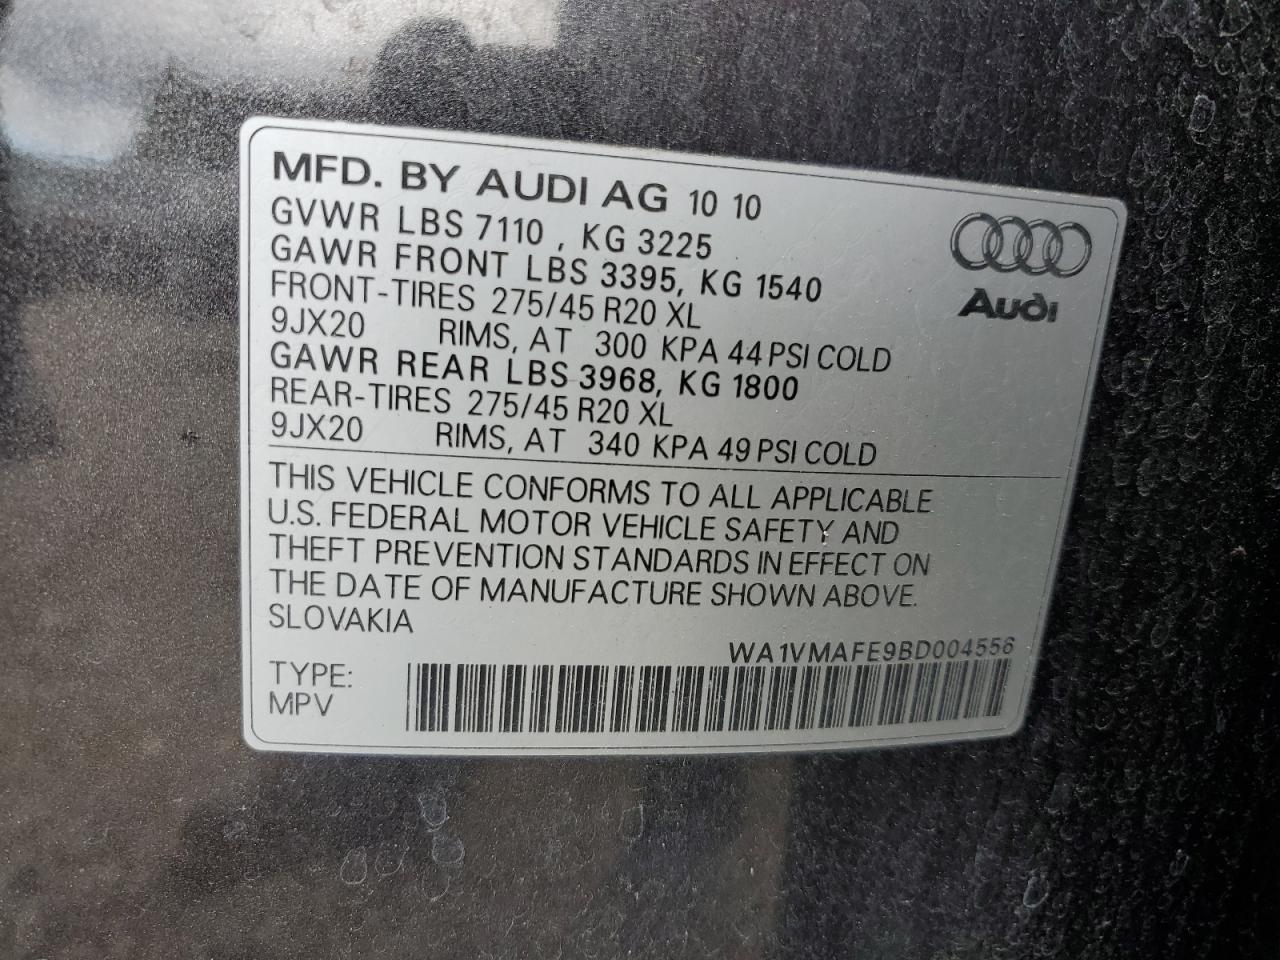 MFD. BY AUDI AG 10 10
GVWR LBS 7110 , KG 3225
GAWR FRONT LBS 3395, KG 1540
FRONT-TIRES 275/45 R20 XL
9JX20 RIMS, AT 300 KPA 44 PSI COLD
GAWR REAR LBS 3968, KG 1800
REAR-TIRES 275/45 R20 XL
9JX20 RIMS, AT 340 KPA 49 PSI COLD
Audi
THIS VEHICLE CONFORMS TO ALL APPLICABLE
U.S. FEDERAL MOTOR VEHICLE SAFETY AND
THEFT PREVENTION STANDARDS IN EFFECT ON
THE DATE OF MANUFACTURE SHOWN ABOVE.
SLOVAKIA
WA1VMAFE9BD004556
TYPE:
MPV